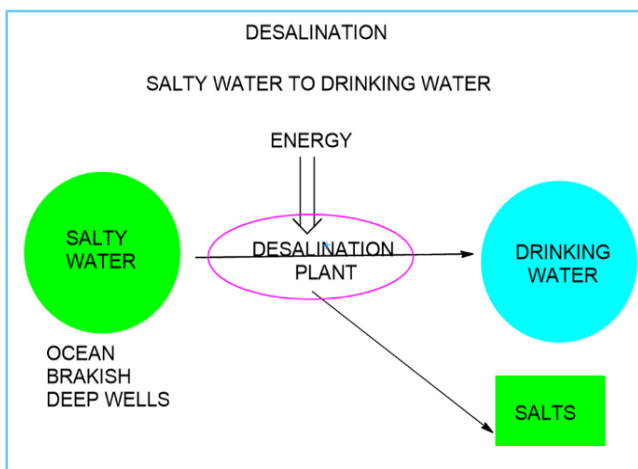 DESALINATION
SALTY WATER TO DRINKING WATER
ENERGY
SALTY
WATER
DESALINATION
PLANT
DRINKING
WATER
OCEAN
BRAKISH
DEEP WELLS
SALTS